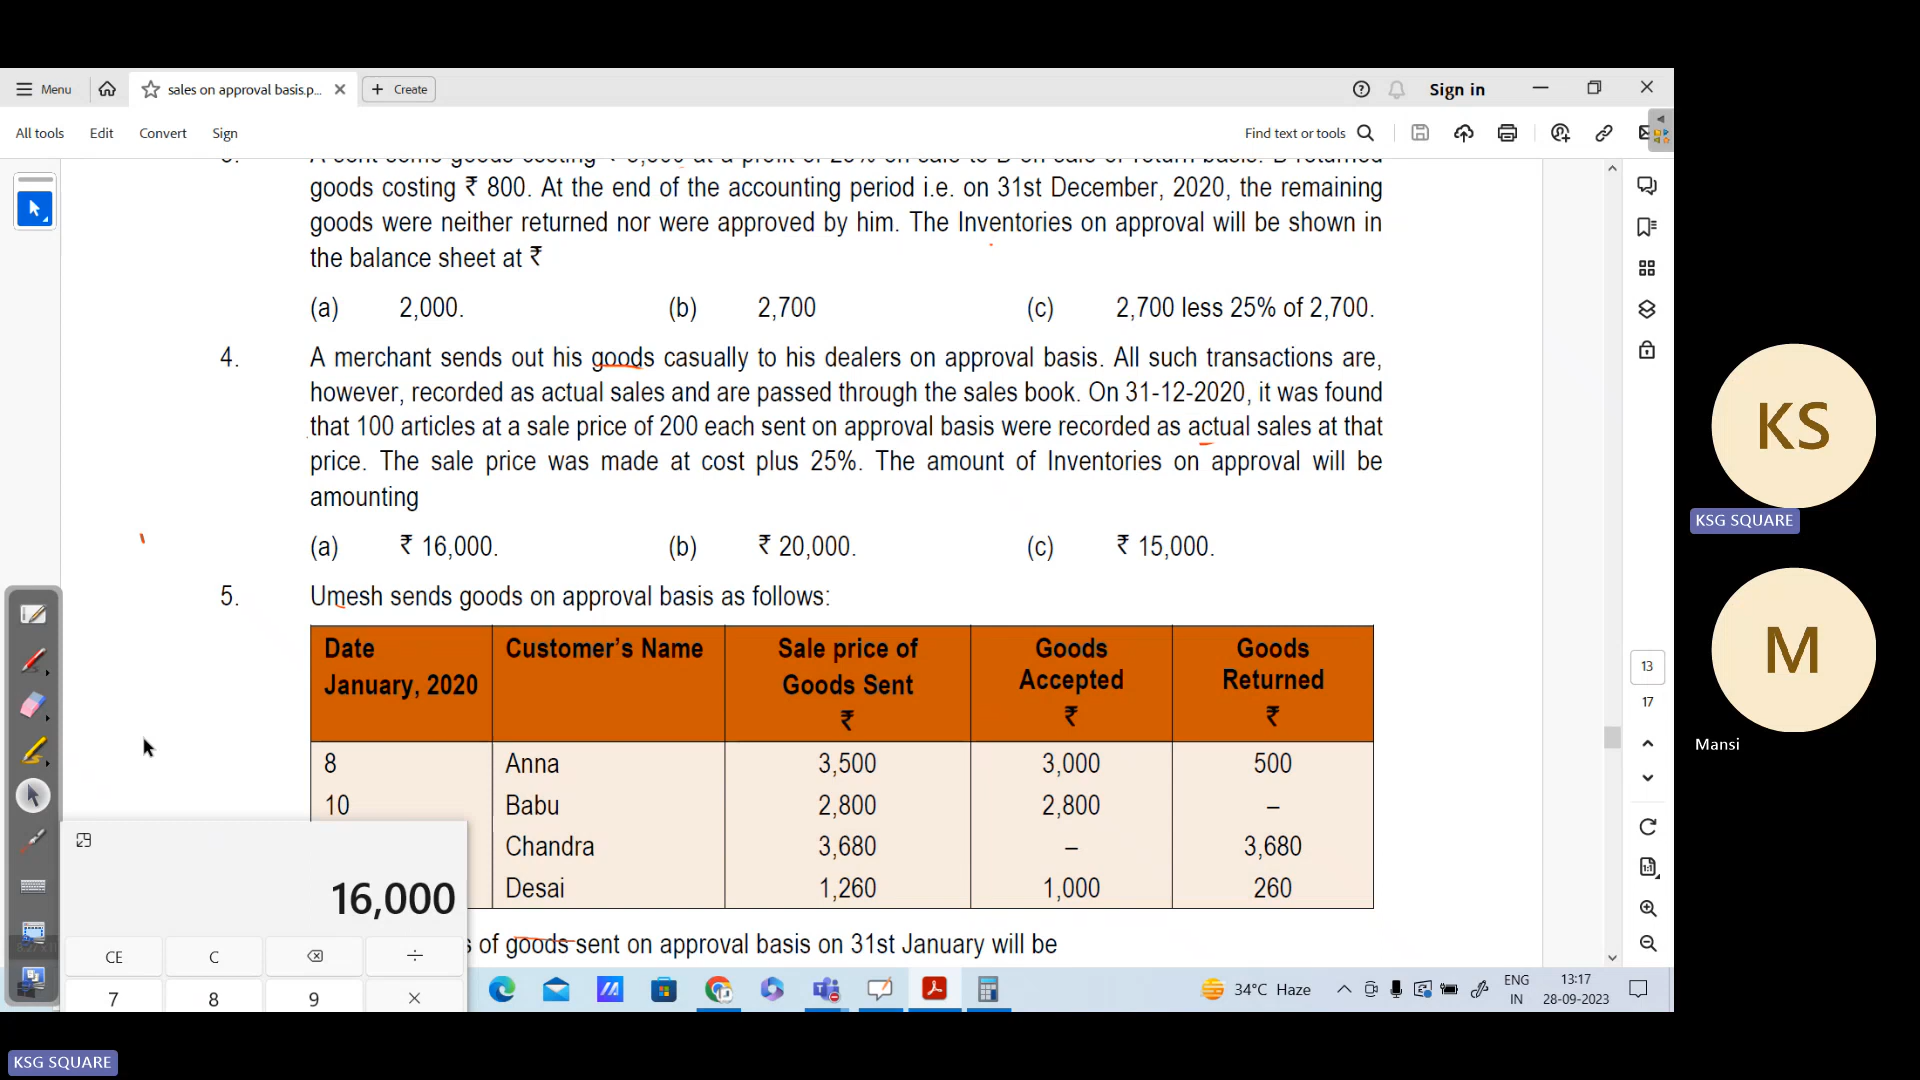 Menu
sales on approval basis.p...
Create
Sign in
All tools
Edit
Convert
Sign
Find text or tools
goods costing ₹ 800. At the end of the accounting period i.e. on 31st December, 2020, the remaining
goods were neither returned nor were approved by him. The Inventories on approval will be shown in
the balance sheet at ₹
(a) 2,000. (b) 2,700 (c) 2,700 less 25% of 2,700.
4. A merchant sends out his goods casually to his dealers on approval basis. All such transactions are,
however, recorded as actual sales and are passed through the sales book. On 31-12-2020, it was found
that 100 articles at a sale price of 200 each sent on approval basis were recorded as actual sales at that
price. The sale price was made at cost plus 25%. The amount of Inventories on approval will be
amounting
(a) ₹ 16,000. (b) ₹ 20,000. (c) ₹ 15,000.
5. Umesh sends goods on approval basis as follows:
Date January, 2020 Customer's Name Sale price of Goods Sent ₹ Goods Accepted ₹ Goods Returned ₹
8 Anna 3,500 3,000 500
10 Babu 2,800 2,800 –
Chandra 3,680 – 3,680
Desai 1,260 1,000 260
of goods sent on approval basis on 31st January will be
16,000
CE C ÷
7 8 9 ×
13
17
1:1
34°C Haze
ENG
IN
13:17
28-09-2023
KS
KSG SQUARE
M
Mansi
KSG SQUARE